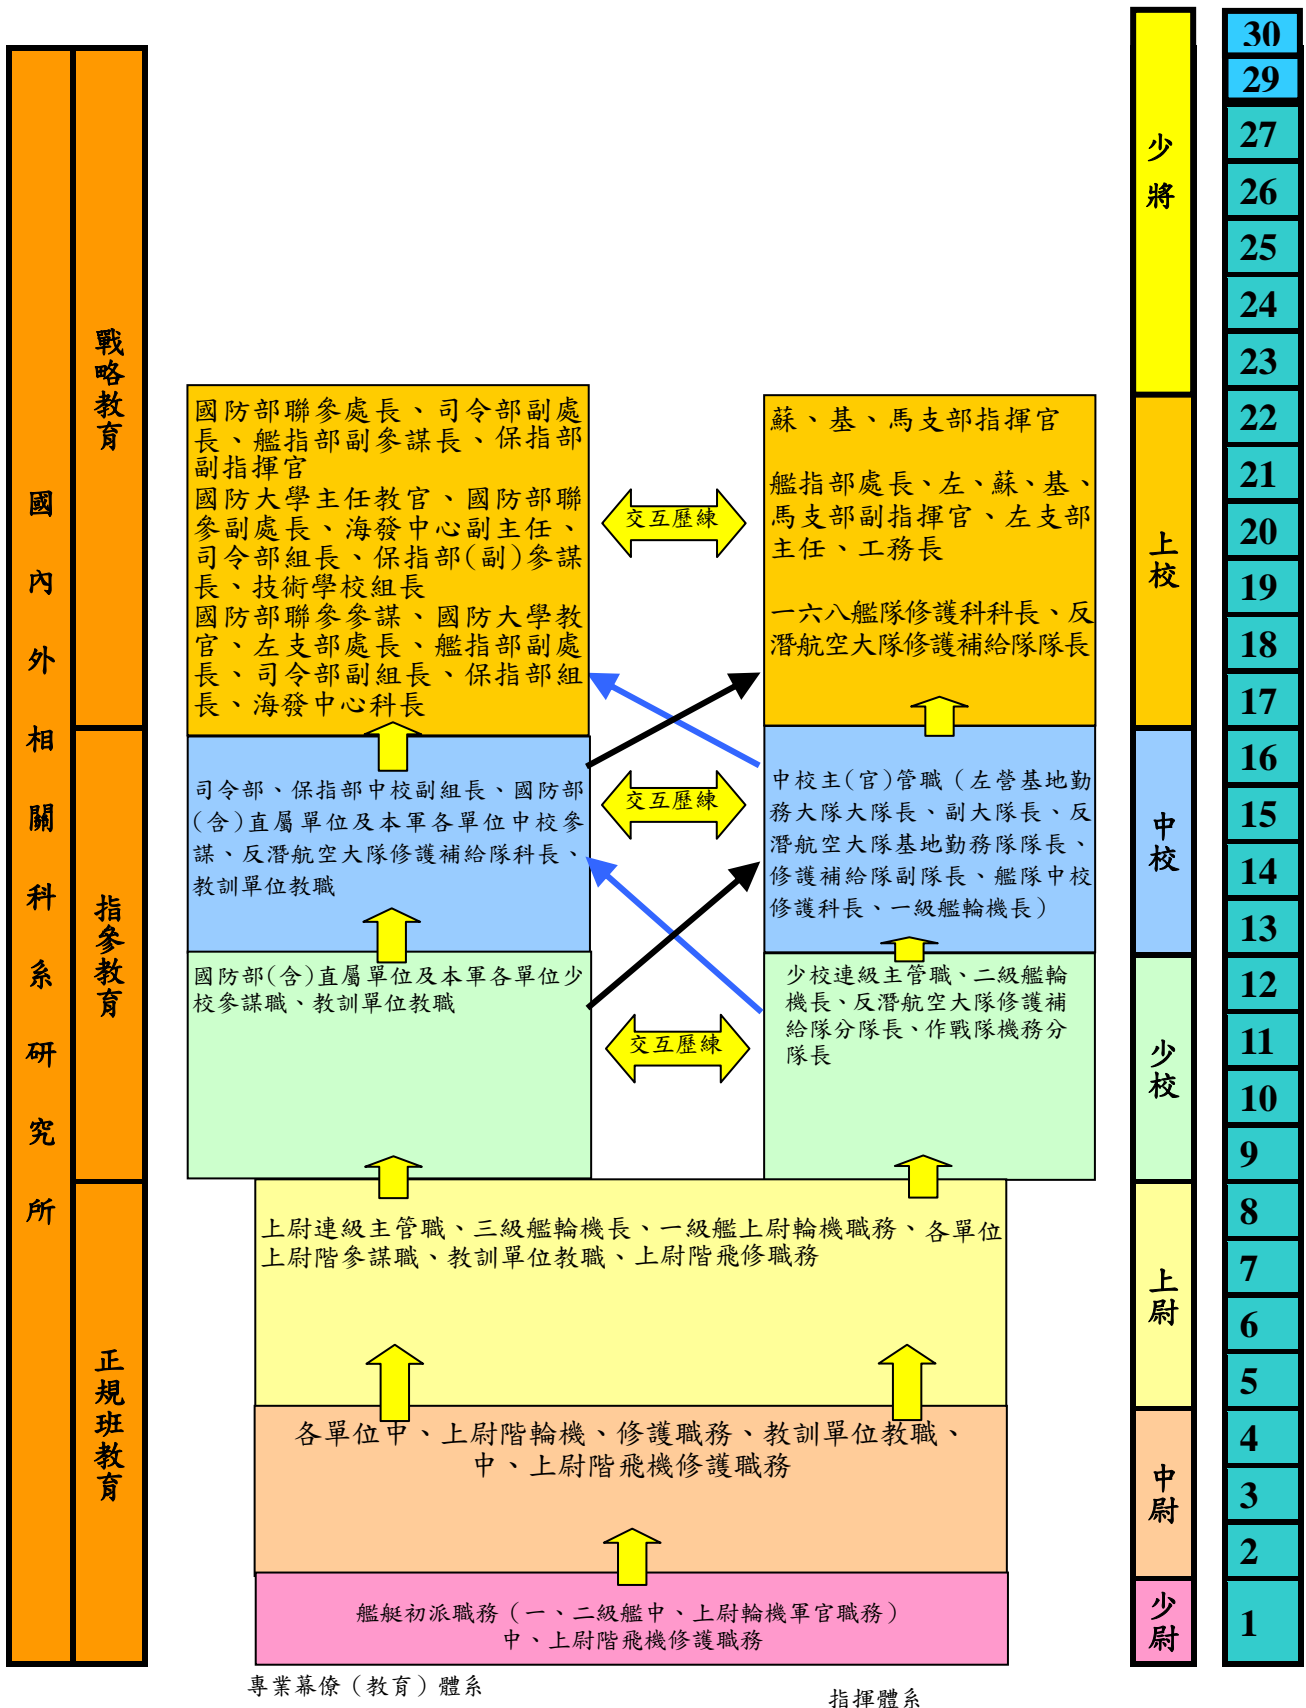 國內外相關科系研究所
戰略教育
指參教育
正規班教育
國防部聯參處長、司令部副處
長、艦指部副參謀長、保指部
副指揮官
國防大學主任教官、國防部聯
參副處長、海發中心副主任、
司令部組長、保指部(副)參謀
長、技術學校組長
國防部聯參參謀、國防大學教
官、左支部處長、艦指部副處
長、司令部副組長、保指部組
長、海發中心科長
交互歷練
蘇、基、馬支部指揮官
艦指部處長、左、蘇、基、
馬支部副指揮官、左支部
主任、工務長
一六八艦隊修護科科長、反
潛航空大隊修護補給隊隊長
司令部、保指部中校副組長、國防部
(含)直屬單位及本軍各單位中校參
謀、反潛航空大隊修護補給隊科長、
教訓單位教職
交互歷練
中校主(官)管職（左營基地勤
務大隊大隊長、副大隊長、反
潛航空大隊基地勤務隊隊長、
修護補給隊副隊長、艦隊中校
修護科長、一級艦輪機長）
國防部(含)直屬單位及本軍各單位少
校參謀職、教訓單位教職
交互歷練
少校連級主管職、二級艦輪
機長、反潛航空大隊修護補
給隊分隊長、作戰隊機務分
隊長
上尉連級主管職、三級艦輪機長、一級艦上尉輪機職務、各單位
上尉階參謀職、教訓單位教職、上尉階飛修職務
各單位中、上尉階輪機、修護職務、教訓單位教職、
中、上尉階飛機修護職務
艦艇初派職務（一、二級艦中、上尉輪機軍官職務）
中、上尉階飛機修護職務
專業幕僚（教育）體系
指揮體系
少將
上校
中校
少校
上尉
中尉
少尉
30
29
27
26
25
24
23
22
21
20
19
18
17
16
15
14
13
12
11
10
9
8
7
6
5
4
3
2
1